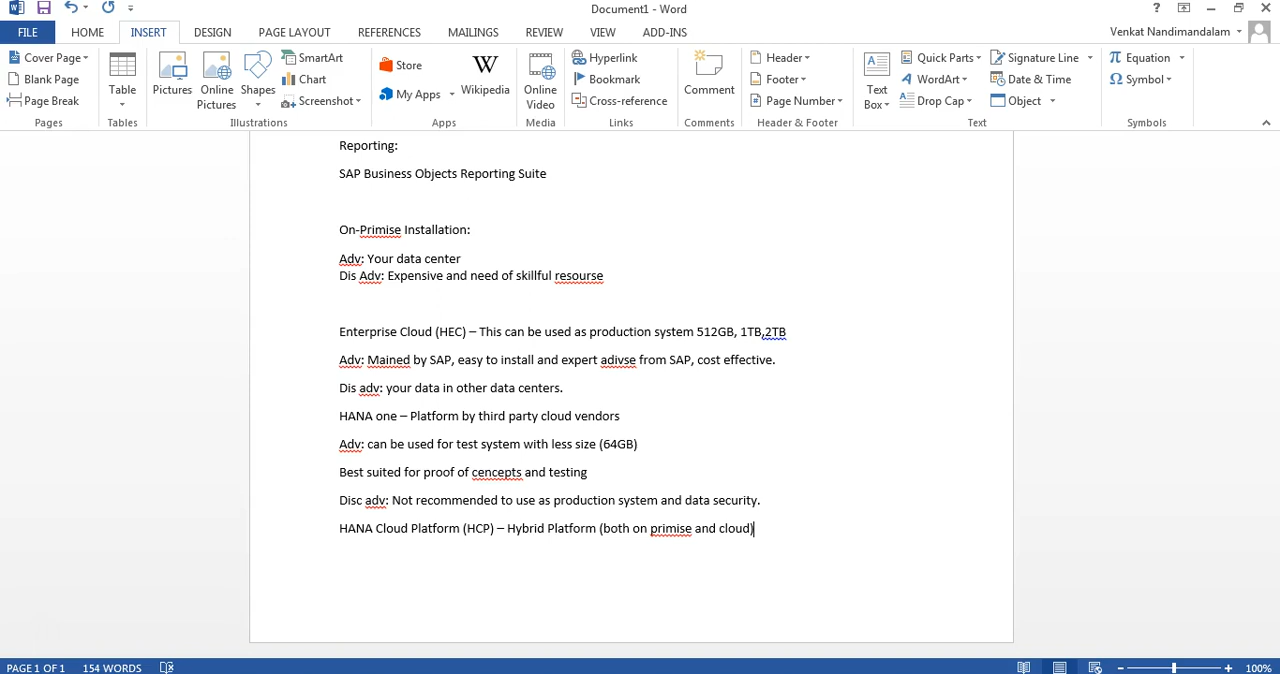 Document1 - Word
?
FILE HOME INSERT DESIGN PAGE LAYOUT REFERENCES MAILINGS REVIEW VIEW ADD-INS Venkat Nandimandalam
Cover Page
Blank Page
Page Break
Pages
Table
Tables
Pictures
Online Pictures
Shapes
SmartArt
Chart
Screenshot
Illustrations
Store
My Apps
W
Wikipedia
Apps
Online Video
Media
Hyperlink
Bookmark
Cross-reference
Links
Comment
Comments
Header
Footer
Page Number
Header & Footer
Text Box
Quick Parts
WordArt
Drop Cap
Signature Line
Date & Time
Object
Text
π Equation
Ω Symbol
Symbols
Reporting:
SAP Business Objects Reporting Suite
On-Primise Installation:
Adv: Your data center
Dis Adv: Expensive and need of skillful resourse
Enterprise Cloud (HEC) – This can be used as production system 512GB, 1TB,2TB
Adv: Mained by SAP, easy to install and expert adivse from SAP, cost effective.
Dis adv: your data in other data centers.
HANA one – Platform by third party cloud vendors
Adv: can be used for test system with less size (64GB)
Best suited for proof of cencepts and testing
Disc adv: Not recommended to use as production system and data security.
HANA Cloud Platform (HCP) – Hybrid Platform (both on primise and cloud)
PAGE 1 OF 1 154 WORDS 100%